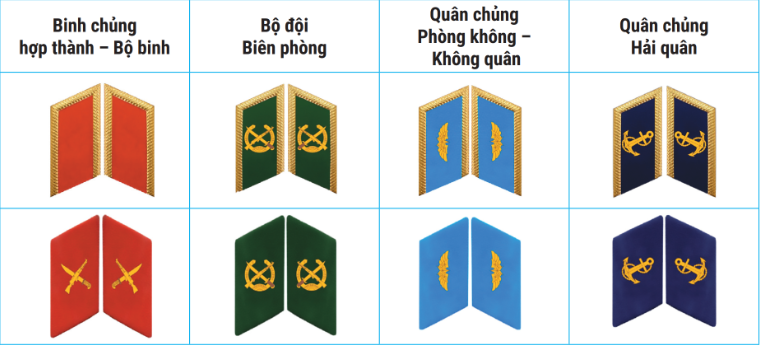 Binh chủng
hợp thành – Bộ binh
Bộ đội
Biên phòng
Quân chủng
Phòng không –
Không quân
Quân chủng
Hải quân